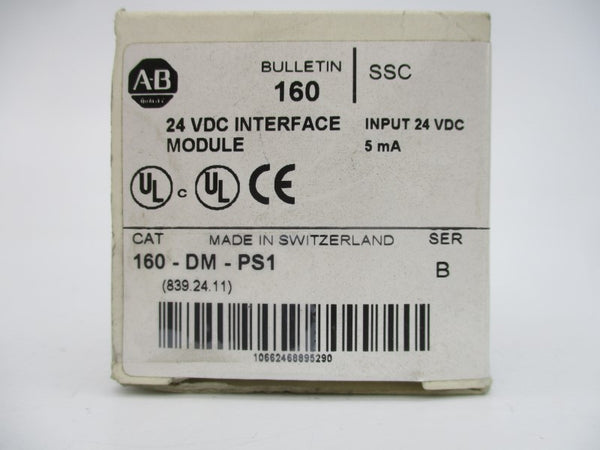 A-B
QUALITY
BULLETIN
160
SSC
24 VDC INTERFACE
MODULE
INPUT 24 VDC
5 mA
UL
c UL CE
CAT
MADE IN SWITZERLAND
SER
160 - DM - PS1
B
(839.24.11)
10662468895290